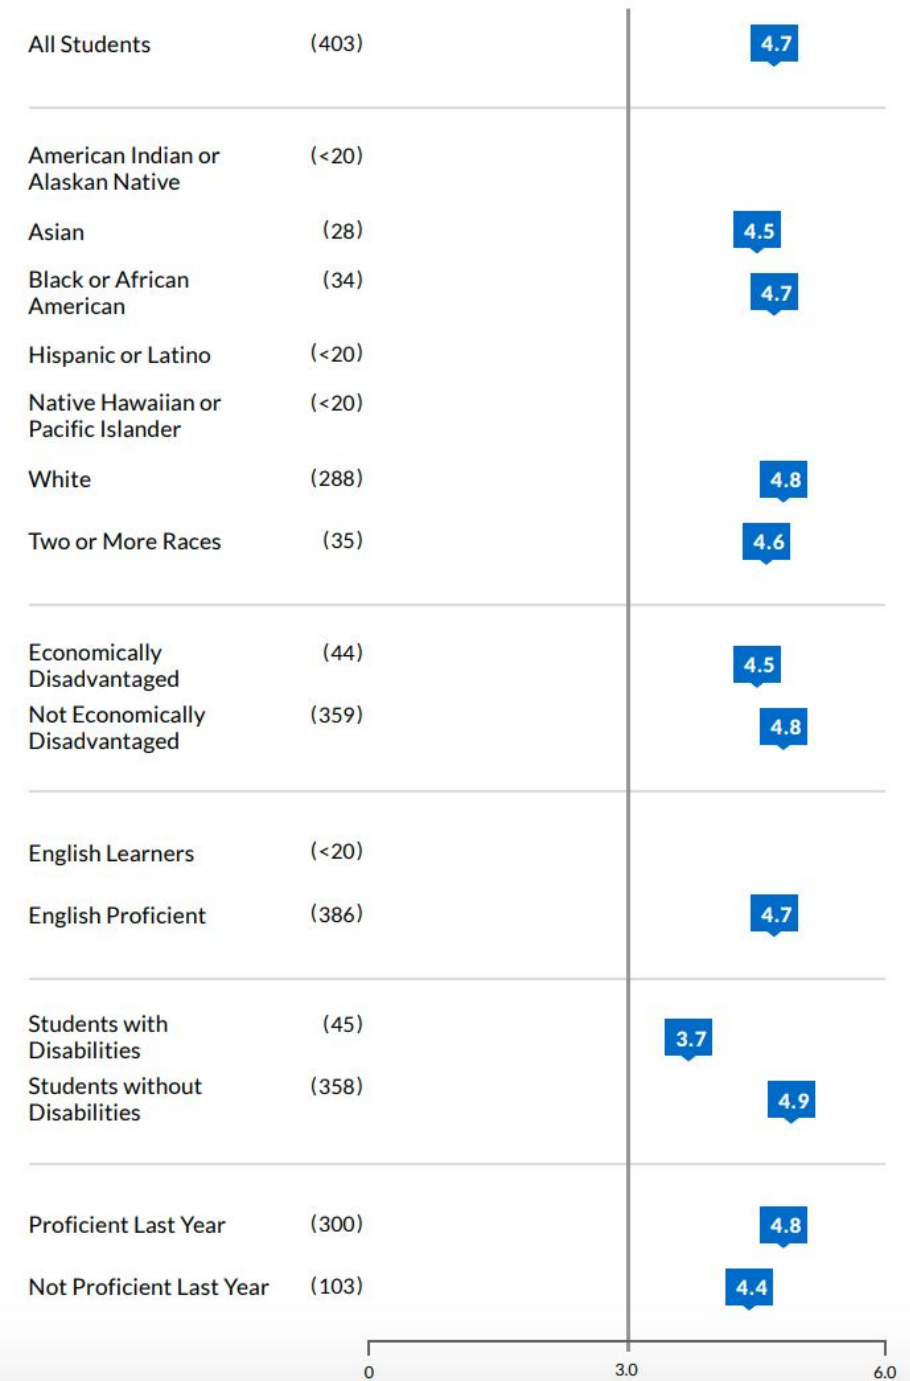 All Students (403) 4.7
American Indian or (<20)
Alaskan Native
Asian (28) 4.5
Black or African (34) 4.7
American
Hispanic or Latino (<20)
Native Hawaiian or (<20)
Pacific Islander
White (288) 4.8
Two or More Races (35) 4.6
Economically (44) 4.5
Disadvantaged
Not Economically (359) 4.8
Disadvantaged
English Learners (<20)
English Proficient (386) 4.7
Students with (45) 3.7
Disabilities
Students without (358) 4.9
Disabilities
Proficient Last Year (300) 4.8
Not Proficient Last Year (103) 4.4
0 3.0 6.0